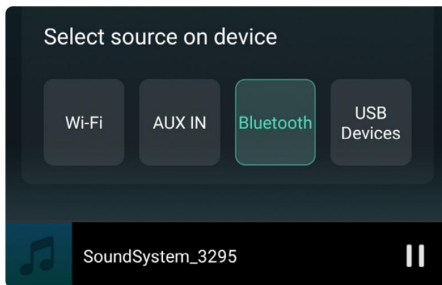 Select source on device
Wi-Fi
AUX IN
Bluetooth
USB
Devices
SoundSystem_3295